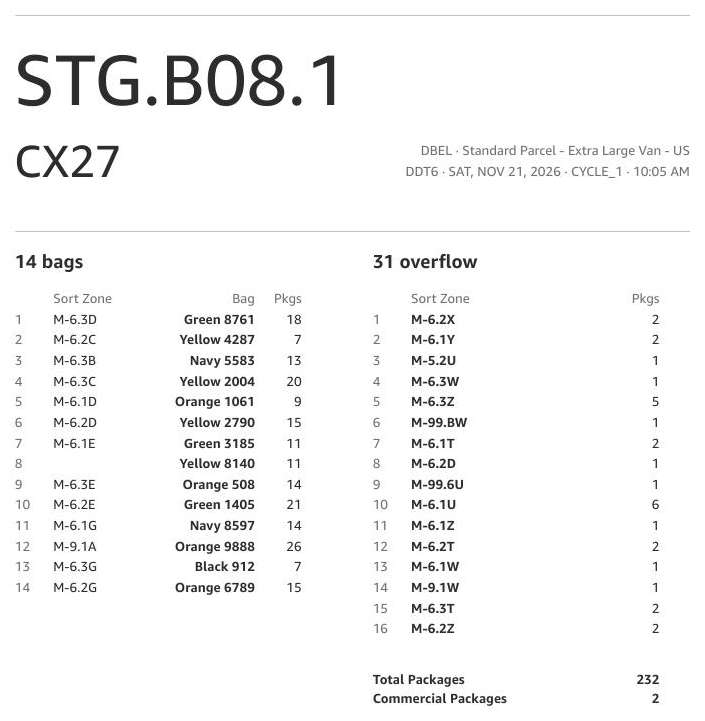 STG.B08.1
CX27
DBEL · Standard Parcel - Extra Large Van - US
DDT6 · SAT, NOV 21, 2026 · CYCLE_1 · 10:05 AM
14 bags
Sort Zone Bag Pkgs
1 M-6.3D Green 8761 18
2 M-6.2C Yellow 4287 7
3 M-6.3B Navy 5583 13
4 M-6.3C Yellow 2004 20
5 M-6.1D Orange 1061 9
6 M-6.2D Yellow 2790 15
7 M-6.1E Green 3185 11
8 Yellow 8140 11
9 M-6.3E Orange 508 14
10 M-6.2E Green 1405 21
11 M-6.1G Navy 8597 14
12 M-9.1A Orange 9888 26
13 M-6.3G Black 912 7
14 M-6.2G Orange 6789 15
31 overflow
Sort Zone Pkgs
1 M-6.2X 2
2 M-6.1Y 2
3 M-5.2U 1
4 M-6.3W 1
5 M-6.3Z 5
6 M-99.BW 1
7 M-6.1T 2
8 M-6.2D 1
9 M-99.6U 1
10 M-6.1U 6
11 M-6.1Z 1
12 M-6.2T 2
13 M-6.1W 1
14 M-9.1W 1
15 M-6.3T 2
16 M-6.2Z 2
Total Packages 232
Commercial Packages 2